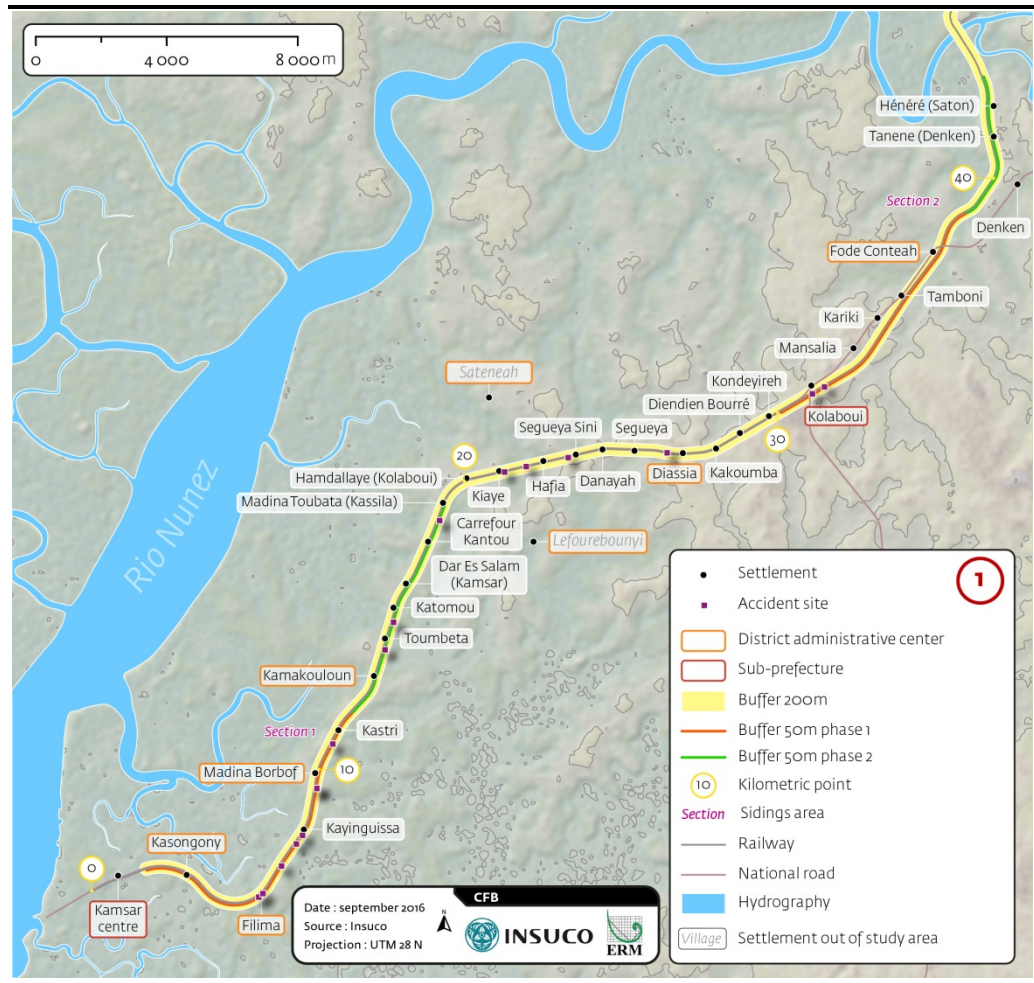 0 4 000 8 000 m
Hénéré (Saton)
Tanene (Denken)
40
Section 2
Denken
Fode Conteah
Tamboni
Kariki
Mansalia
Sateneah
Kondeyireh
Diendien Bourré
Kolaboui
Segueya Sini
Segueya
30
20
Hamdallaye (Kolaboui)
Kiaye
Hafia
Danayah
Diassia
Kakoumba
Madina Toubata (Kassila)
Carrefour
Kantou
Lefourebounyi
Rio Nunez
Dar Es Salam
(Kamsar)
Katomou
Toumbeta
Kamakouloun
Section 1
Kastri
Madina Borbof
10
Kayinguissa
Kasongony
0
Kamsar
centre
Filima
1
Settlement
Accident site
District administrative center
Sub-prefecture
Buffer 200m
Buffer 50m phase 1
Buffer 50m phase 2
10 Kilometric point
Section Sidings area
Railway
National road
Hydrography
Village Settlement out of study area
CFB
Date : september 2016
Source : Insuco
Projection : UTM 28 N
N
INSUCO
ERM